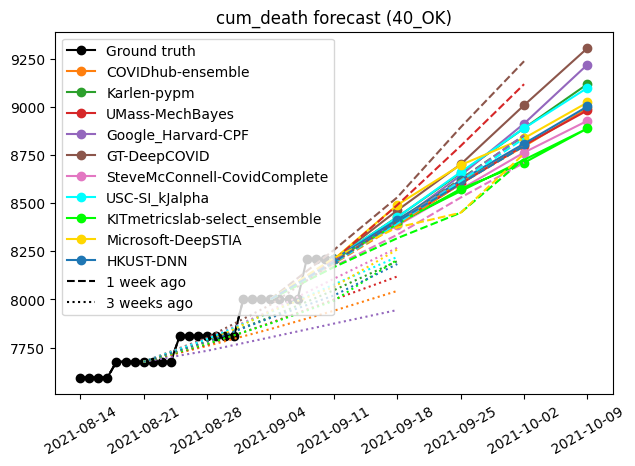 cum_death forecast (40_OK)
9250
9000
8750
8500
8250
8000
7750
Ground truth
COVIDhub-ensemble
Karlen-pypm
UMass-MechBayes
Google_Harvard-CPF
GT-DeepCOVID
SteveMcConnell-CovidComplete
USC-SI_kJalpha
KITmetricslab-select_ensemble
Microsoft-DeepSTIA
HKUST-DNN
1 week ago
3 weeks ago
2021-08-14
2021-08-21
2021-08-28
2021-09-04
2021-09-11
2021-09-18
2021-09-25
2021-10-02
2021-10-09